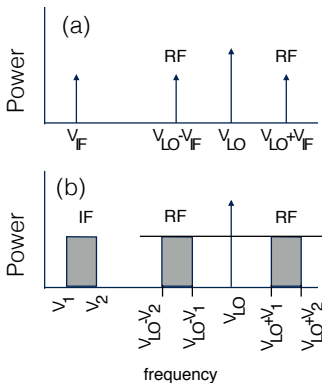 (a)
Power
RF
RF
V_IF
V_LO-V_IF
V_LO
V_LO+V_IF
(b)
Power
IF
RF
RF
V_1
V_2
V_LO-V_2
V_LO-V_1
V_LO
V_LO+V_1
V_LO+V_2
frequency